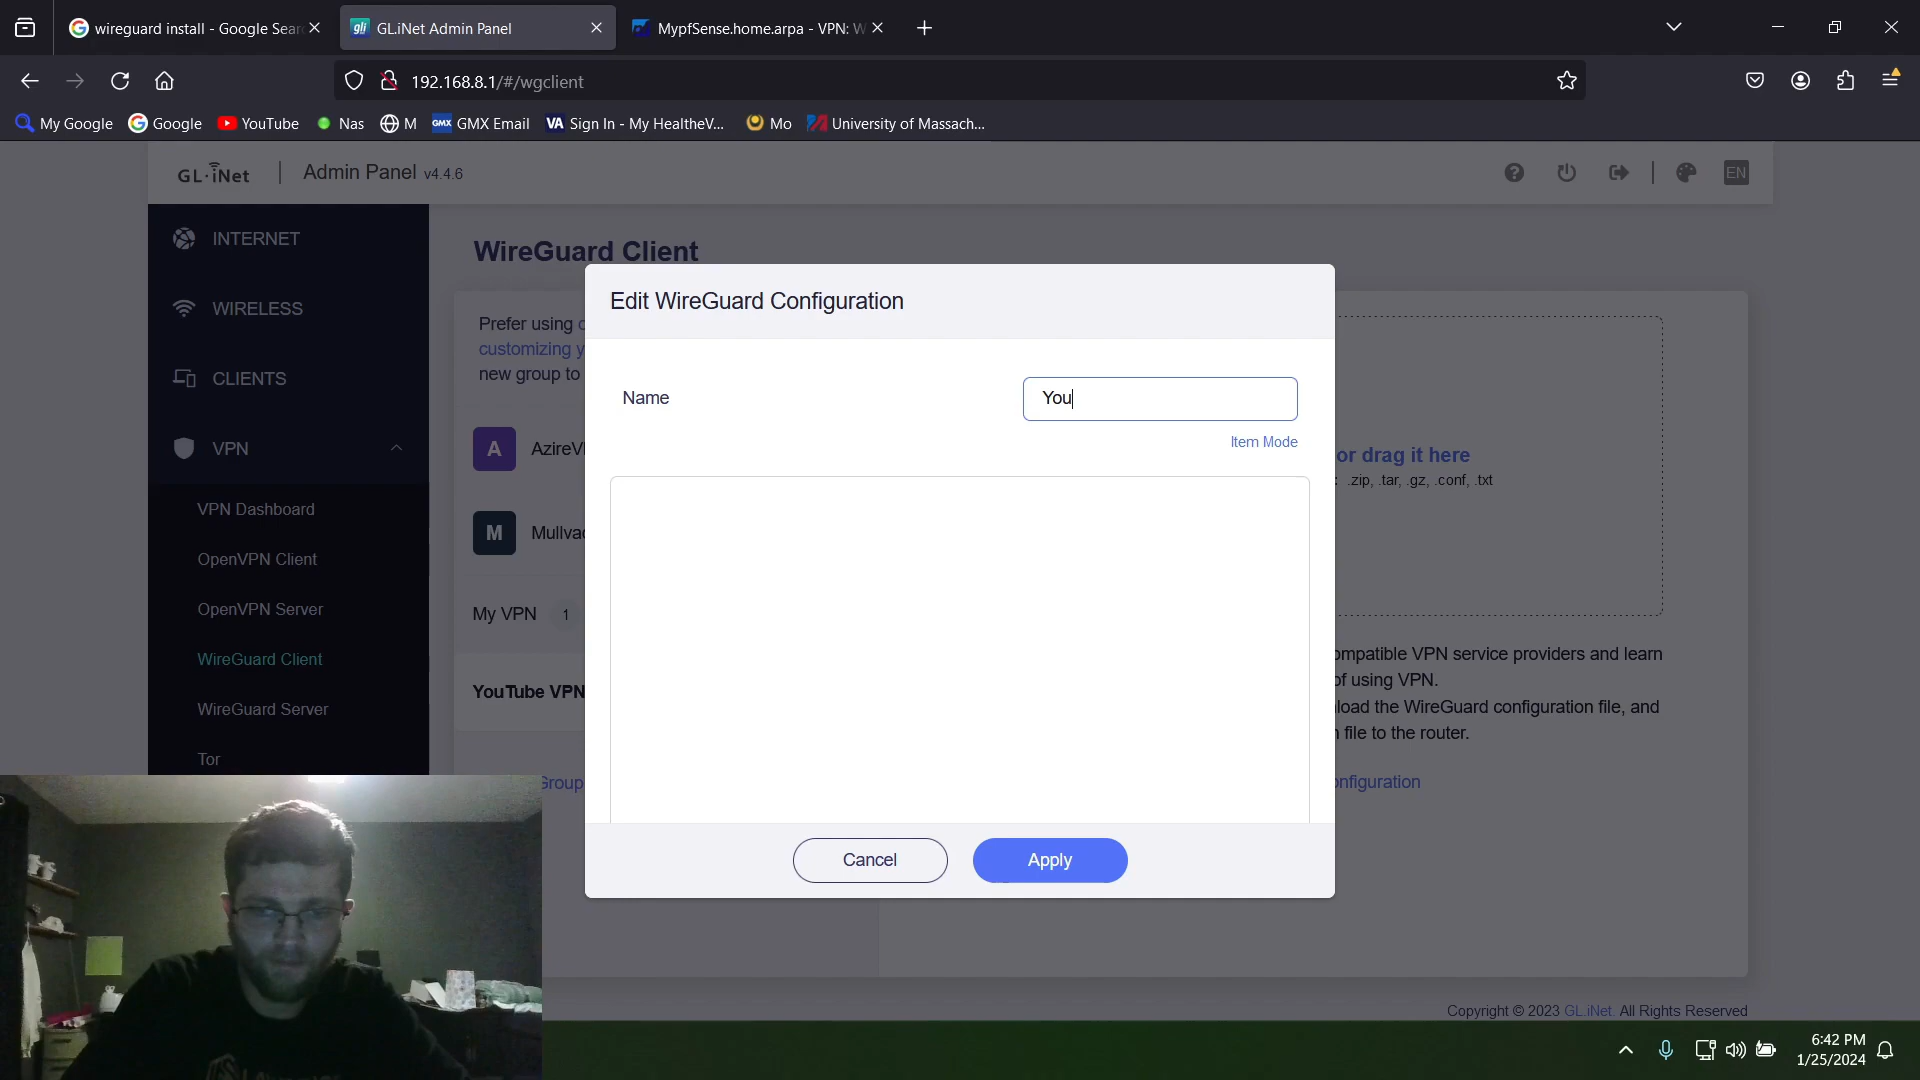 wireguard install - Google Sear
GL.iNet Admin Panel
MypfSense.home.arpa - VPN: W
192.168.8.1/#/wgclient
My Google
Google
YouTube
Nas
M
GMX Email
Sign In - My HealtheV...
Mo
University of Massach...
GL·iNet
Admin Panel v4.4.6
EN
INTERNET
WIRELESS
CLIENTS
VPN
VPN Dashboard
OpenVPN Client
OpenVPN Server
WireGuard Client
WireGuard Server
Tor
WireGuard Client
Prefer using
customizing y
new group to
A AzireV
M Mullva
My VPN 1
YouTube VPN
Group
Edit WireGuard Configuration
Name
You
Item Mode
Cancel
Apply
or drag it here
: .zip, .tar, .gz, .conf, .txt
ompatible VPN service providers and learn
of using VPN.
load the WireGuard configuration file, and
file to the router.
onfiguration
Copyright © 2023 GL.iNet. All Rights Reserved
6:42 PM
1/25/2024